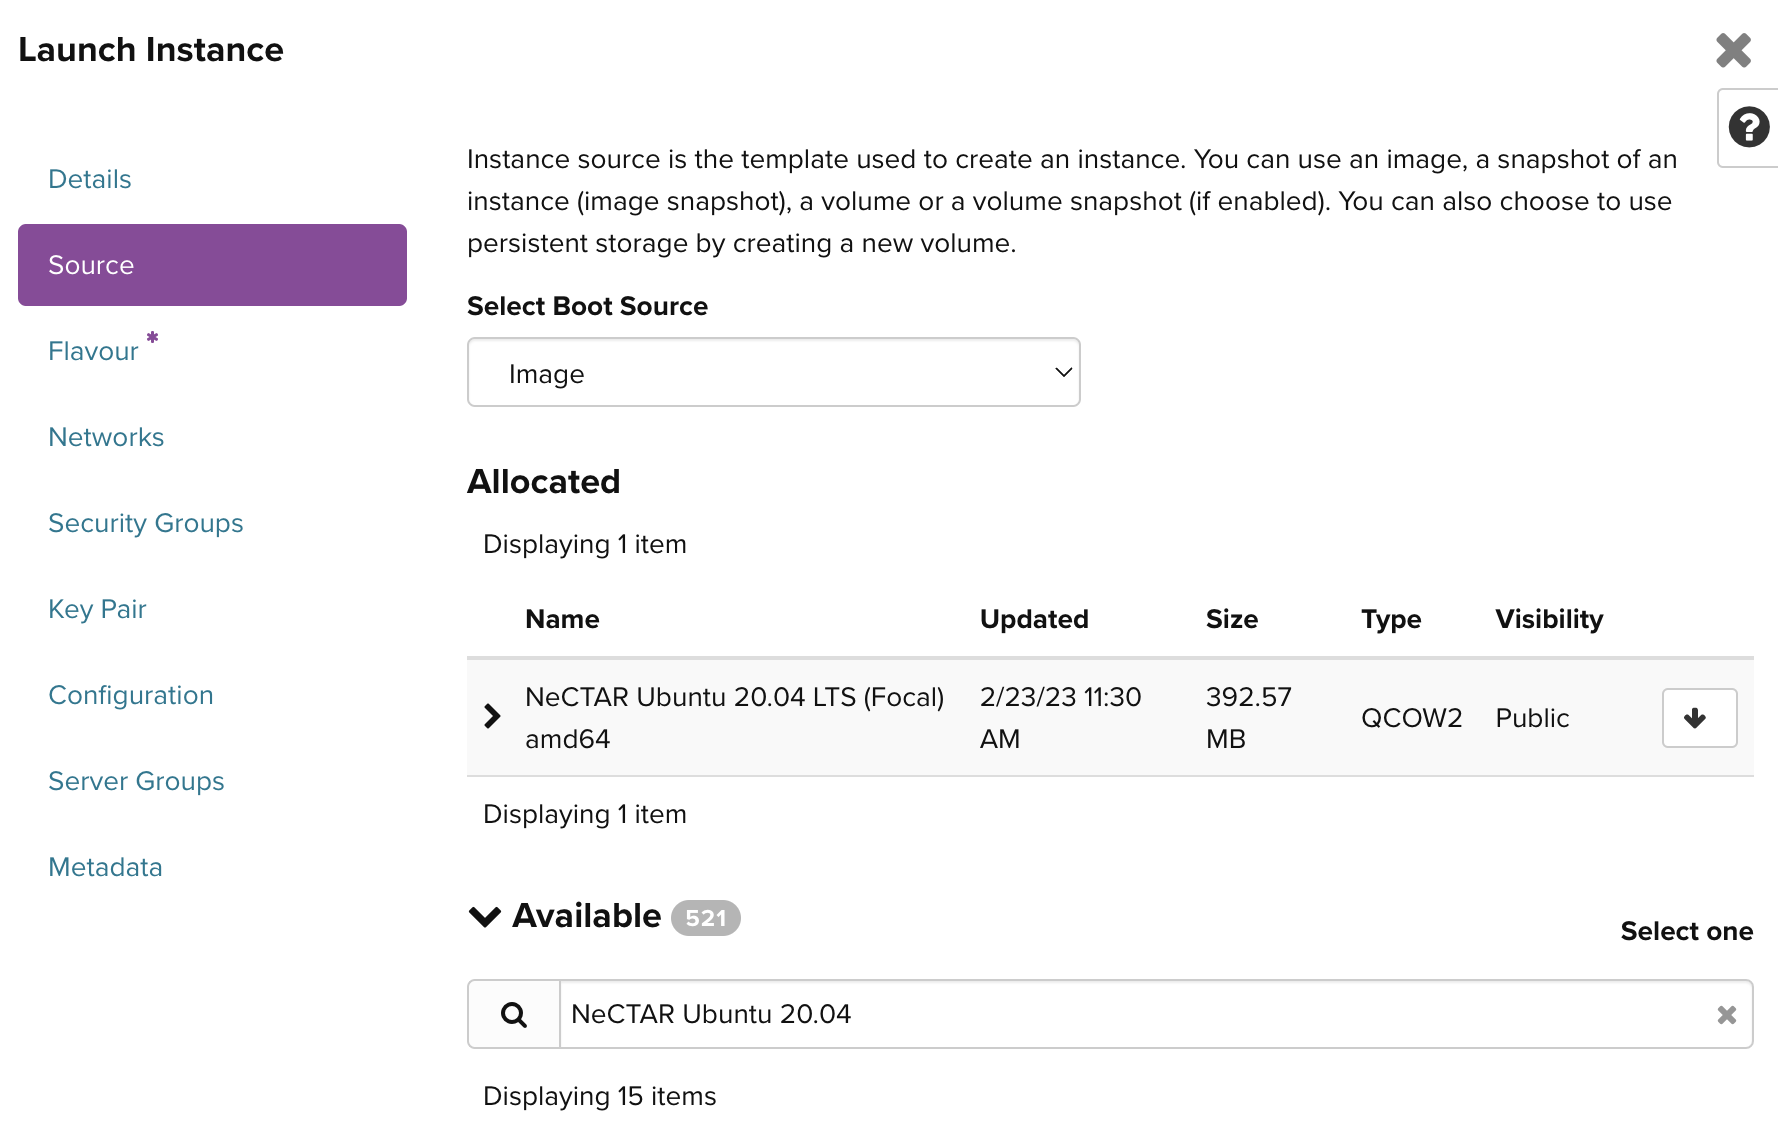 Launch Instance
Details
Source
Flavour *
Networks
Security Groups
Key Pair
Configuration
Server Groups
Metadata
Instance source is the template used to create an instance. You can use an image, a snapshot of an
instance (image snapshot), a volume or a volume snapshot (if enabled). You can also choose to use
persistent storage by creating a new volume.
Select Boot Source
Image
Allocated
Displaying 1 item
Name Updated Size Type Visibility
NeCTAR Ubuntu 20.04 LTS (Focal) 2/23/23 11:30 392.57
amd64 AM MB QCOW2 Public
Displaying 1 item
Available 521
Select one
NeCTAR Ubuntu 20.04
Displaying 15 items